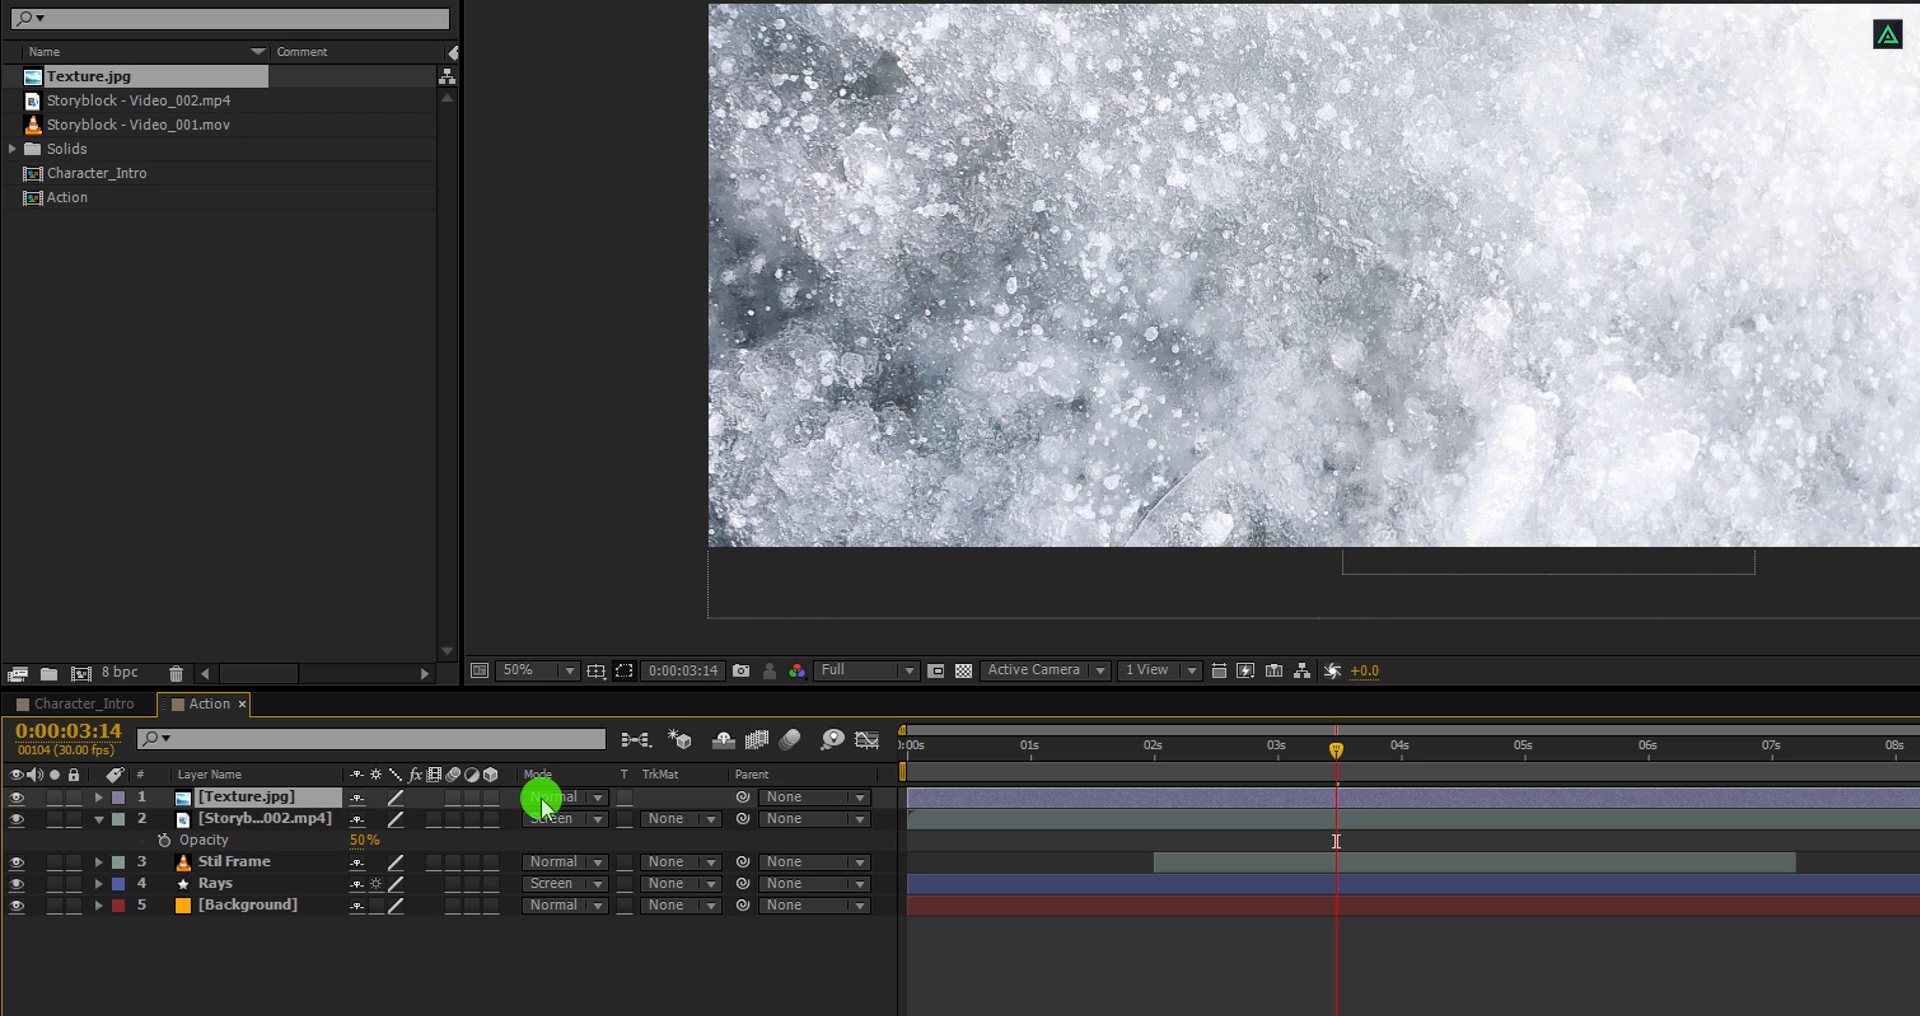 Name Comment
Texture.jpg
Storyblock - Video_002.mp4
Storyblock - Video_001.mov
Solids
Character_Intro
Action
8 bpc
50% 0:00:03:14 Full Active Camera 1 View +0.0
Character_Intro Action ×
0:00:03:14
00104 (30.00 fps)
0:00s 01s 02s 03s 04s 05s 06s 07s 08s
# Layer Name fx Mode T TrkMat Parent
1 [Texture.jpg] Normal None
2 [Storyb...002.mp4] Screen None None
Opacity 50%
3 Stil Frame Normal None None
4 Rays Screen None None
5 [Background] Normal None None